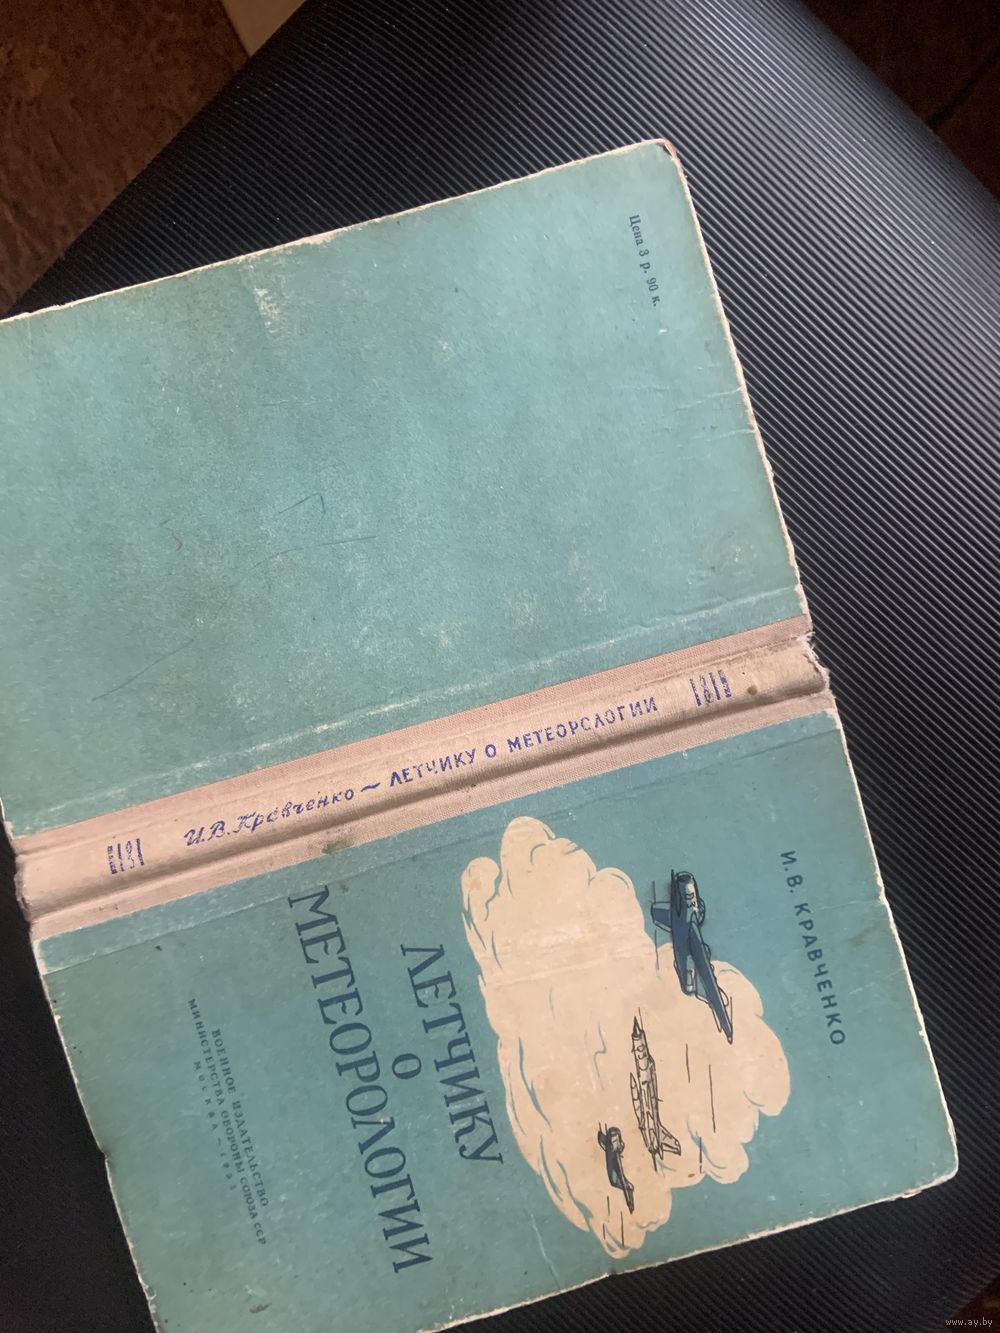 Цена 3 р. 90 к.
И.В.Кравченко — ЛЕТЧИКУ О МЕТЕОРОЛОГИИ
И. В. КРАВЧЕНКО
ЛЕТЧИКУ
О
МЕТЕОРОЛОГИИ
ВОЕННОЕ ИЗДАТЕЛЬСТВО
МИНИСТЕРСТВА ОБОРОНЫ СОЮЗА ССР
МОСКВА —
www.ay.by